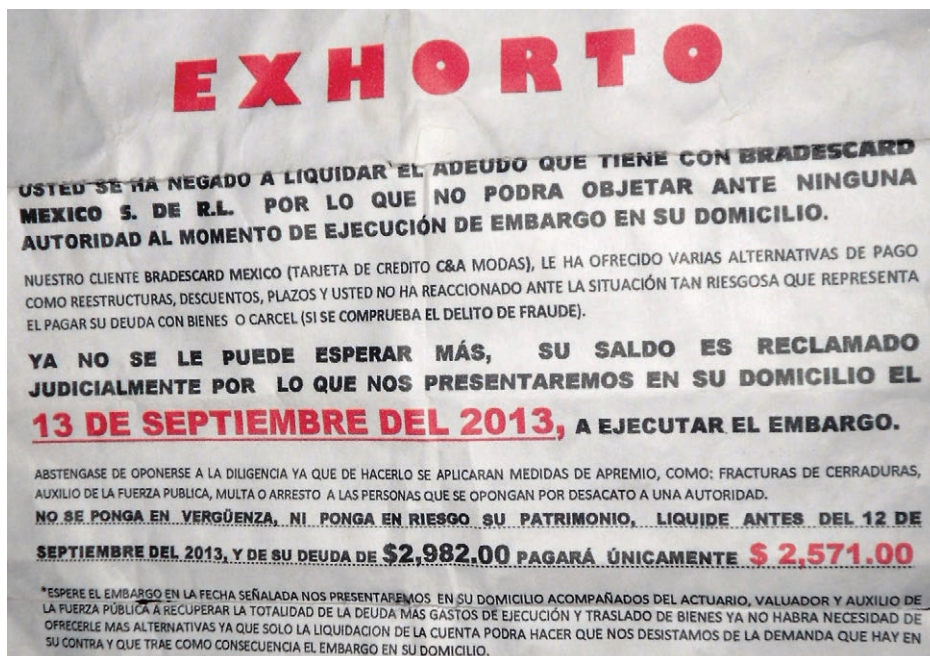 EXHORTO
USTED SE HA NEGADO A LIQUIDAR EL ADEUDO QUE TIENE CON BRADESCARD
MEXICO S. DE R.L. POR LO QUE NO PODRA OBJETAR ANTE NINGUNA
AUTORIDAD AL MOMENTO DE EJECUCIÓN DE EMBARGO EN SU DOMICILIO.
NUESTRO CLIENTE BRADESCARD MEXICO (TARJETA DE CREDITO C&A MODAS), LE HA OFRECIDO VARIAS ALTERNATIVAS DE PAGO
COMO REESTRUCTURAS, DESCUENTOS, PLAZOS Y USTED NO HA REACCIONADO ANTE LA SITUACIÓN TAN RIESGOSA QUE REPRESENTA
EL PAGAR SU DEUDA CON BIENES O CARCEL (SI SE COMPRUEBA EL DELITO DE FRAUDE).
YA NO SE LE PUEDE ESPERAR MÁS, SU SALDO ES RECLAMADO
JUDICIALMENTE POR LO QUE NOS PRESENTAREMOS EN SU DOMICILIO EL
13 DE SEPTIEMBRE DEL 2013, A EJECUTAR EL EMBARGO.
ABSTENGASE DE OPONERSE A LA DILIGENCIA YA QUE DE HACERLO SE APLICARAN MEDIDAS DE APREMIO, COMO: FRACTURAS DE CERRADURAS,
AUXILIO DE LA FUERZA PUBLICA, MULTA O ARRESTO A LAS PERSONAS QUE SE OPONGAN POR DESACATO A UNA AUTORIDAD.
NO SE PONGA EN VERGÜENZA, NI PONGA EN RIESGO SU PATRIMONIO, LIQUIDE ANTES DEL 12 DE
SEPTIEMBRE DEL 2013, Y DE SU DEUDA DE $2,982.00 PAGARÁ ÚNICAMENTE $ 2,571.00
*ESPERE EL EMBARGO EN LA FECHA SEÑALADA NOS PRESENTAREMOS EN SU DOMICILIO ACOMPAÑADOS DEL ACTUARIO, VALUADOR Y AUXILIO DE
LA FUERZA PÚBLICA A RECUPERAR LA TOTALIDAD DE LA DEUDA MÁS GASTOS DE EJECUCIÓN Y TRASLADO DE BIENES YA NO HABRA NECESIDAD DE
OFRECERLE MAS ALTERNATIVAS YA QUE SOLO LA LIQUIDACION DE LA CUENTA PODRA HACER QUE NOS DESISTAMOS DE LA DEMANDA QUE HAY EN
SU CONTRA Y QUE TRAE COMO CONSECUENCIA EL EMBARGO EN SU DOMICILIO.